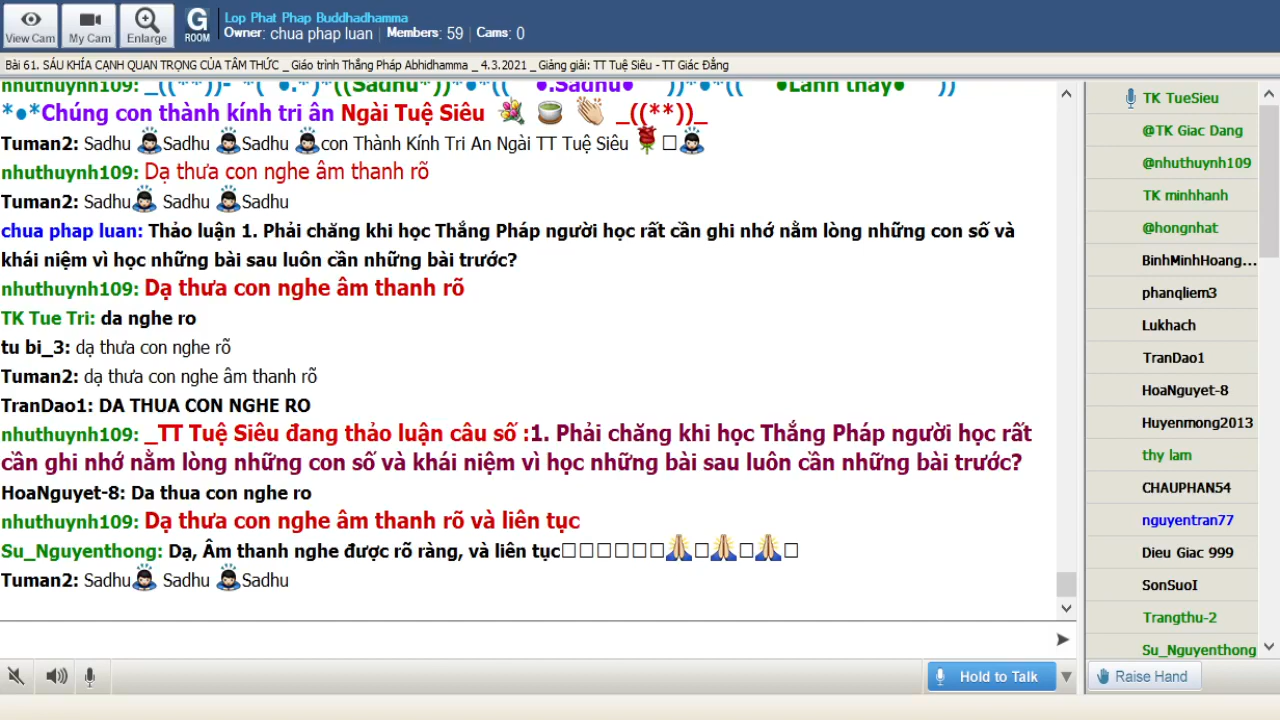 View Cam
My Cam
Enlarge
G ROOM
Lop Phat Phap Buddhadhamma
Owner: chua phap luan Members: 59 Cams: 0
Bài 61. SÁU KHÍA CẠNH QUAN TRỌNG CỦA TÂM THỨC _ Giáo trình Thắng Pháp Abhidhamma _ 4.3.2021 _ Giảng giải: TT Tuệ Siêu - TT Giác Đẳng
nhuthuynh109: _((**))- *( ●.*)*((Sadhu*))*●*(( ●.Sadhu● ))*●*(( ●Lành thay● ))
*●*Chúng con thành kính tri ân Ngài Tuệ Siêu _((**))_
Tuman2: Sadhu Sadhu Sadhu con Thành Kính Tri An Ngài TT Tuệ Siêu
nhuthuynh109: Dạ thưa con nghe âm thanh rõ
Tuman2: Sadhu Sadhu Sadhu
chua phap luan: Thảo luận 1. Phải chăng khi học Thắng Pháp người học rất cần ghi nhớ nằm lòng những con số và
khái niệm vì học những bài sau luôn cần những bài trước?
nhuthuynh109: Dạ thưa con nghe âm thanh rõ
TK Tue Tri: da nghe ro
tu bi_3: dạ thưa con nghe rõ
Tuman2: dạ thưa con nghe âm thanh rõ
TranDao1: DA THUA CON NGHE RO
nhuthuynh109: _TT Tuệ Siêu đang thảo luận câu số :1. Phải chăng khi học Thắng Pháp người học rất
cần ghi nhớ nằm lòng những con số và khái niệm vì học những bài sau luôn cần những bài trước?
HoaNguyet-8: Da thua con nghe ro
nhuthuynh109: Dạ thưa con nghe âm thanh rõ và liên tục
Su_Nguyenthong: Dạ, Âm thanh nghe được rõ ràng, và liên tục
Tuman2: Sadhu Sadhu Sadhu
TK TueSieu
@TK Giac Dang
@nhuthuynh109
TK minhhanh
@hongnhat
BinhMinhHoang...
phanqliem3
Lukhach
TranDao1
HoaNguyet-8
Huyenmong2013
thy lam
CHAUPHAN54
nguyentran77
Dieu Giac 999
SonSuoI
Trangthu-2
Su_Nguyenthong
Hold to Talk
Raise Hand